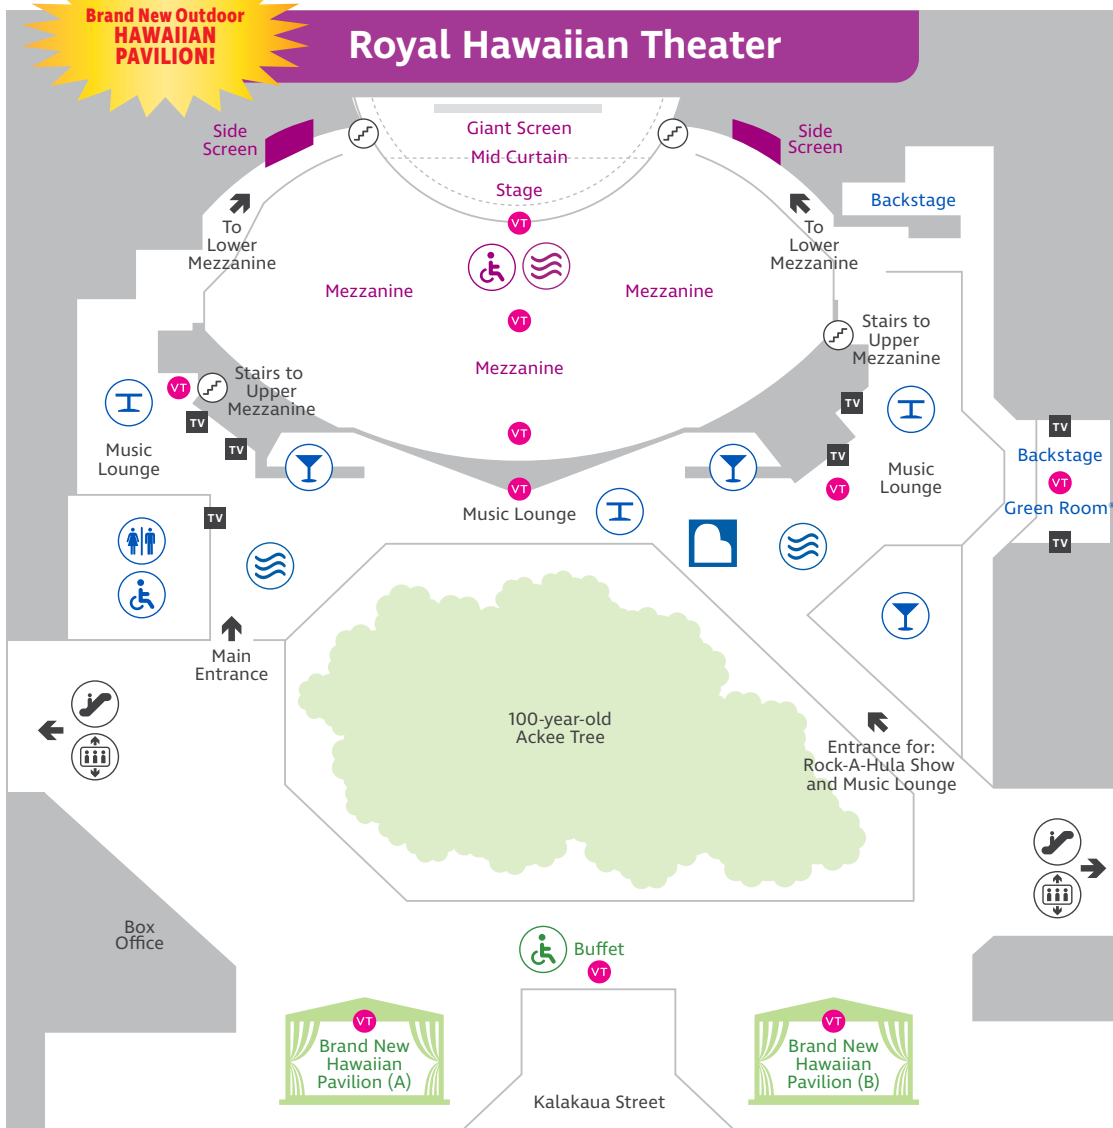 Brand New Outdoor
HAWAIIAN
PAVILION!
Royal Hawaiian Theater
Side
Screen
Giant Screen
Mid Curtain
Stage
Side
Screen
VT
To
Lower
Mezzanine
To
Lower
Mezzanine
Backstage
Mezzanine
Mezzanine
VT
Mezzanine
Stairs to
Upper
Mezzanine
VT
Stairs to
Upper
Mezzanine
TV
TV
TV
TV
TV
Music
Lounge
VT
VT
Music Lounge
VT
Music
Lounge
TV
Backstage
VT
Green Room*
TV
Main
Entrance
100-year-old
Ackee Tree
Entrance for:
Rock-A-Hula Show
and Music Lounge
Box
Office
Buffet
VT
VT
Brand New
Hawaiian
Pavilion (A)
VT
Brand New
Hawaiian
Pavilion (B)
Kalakaua Street